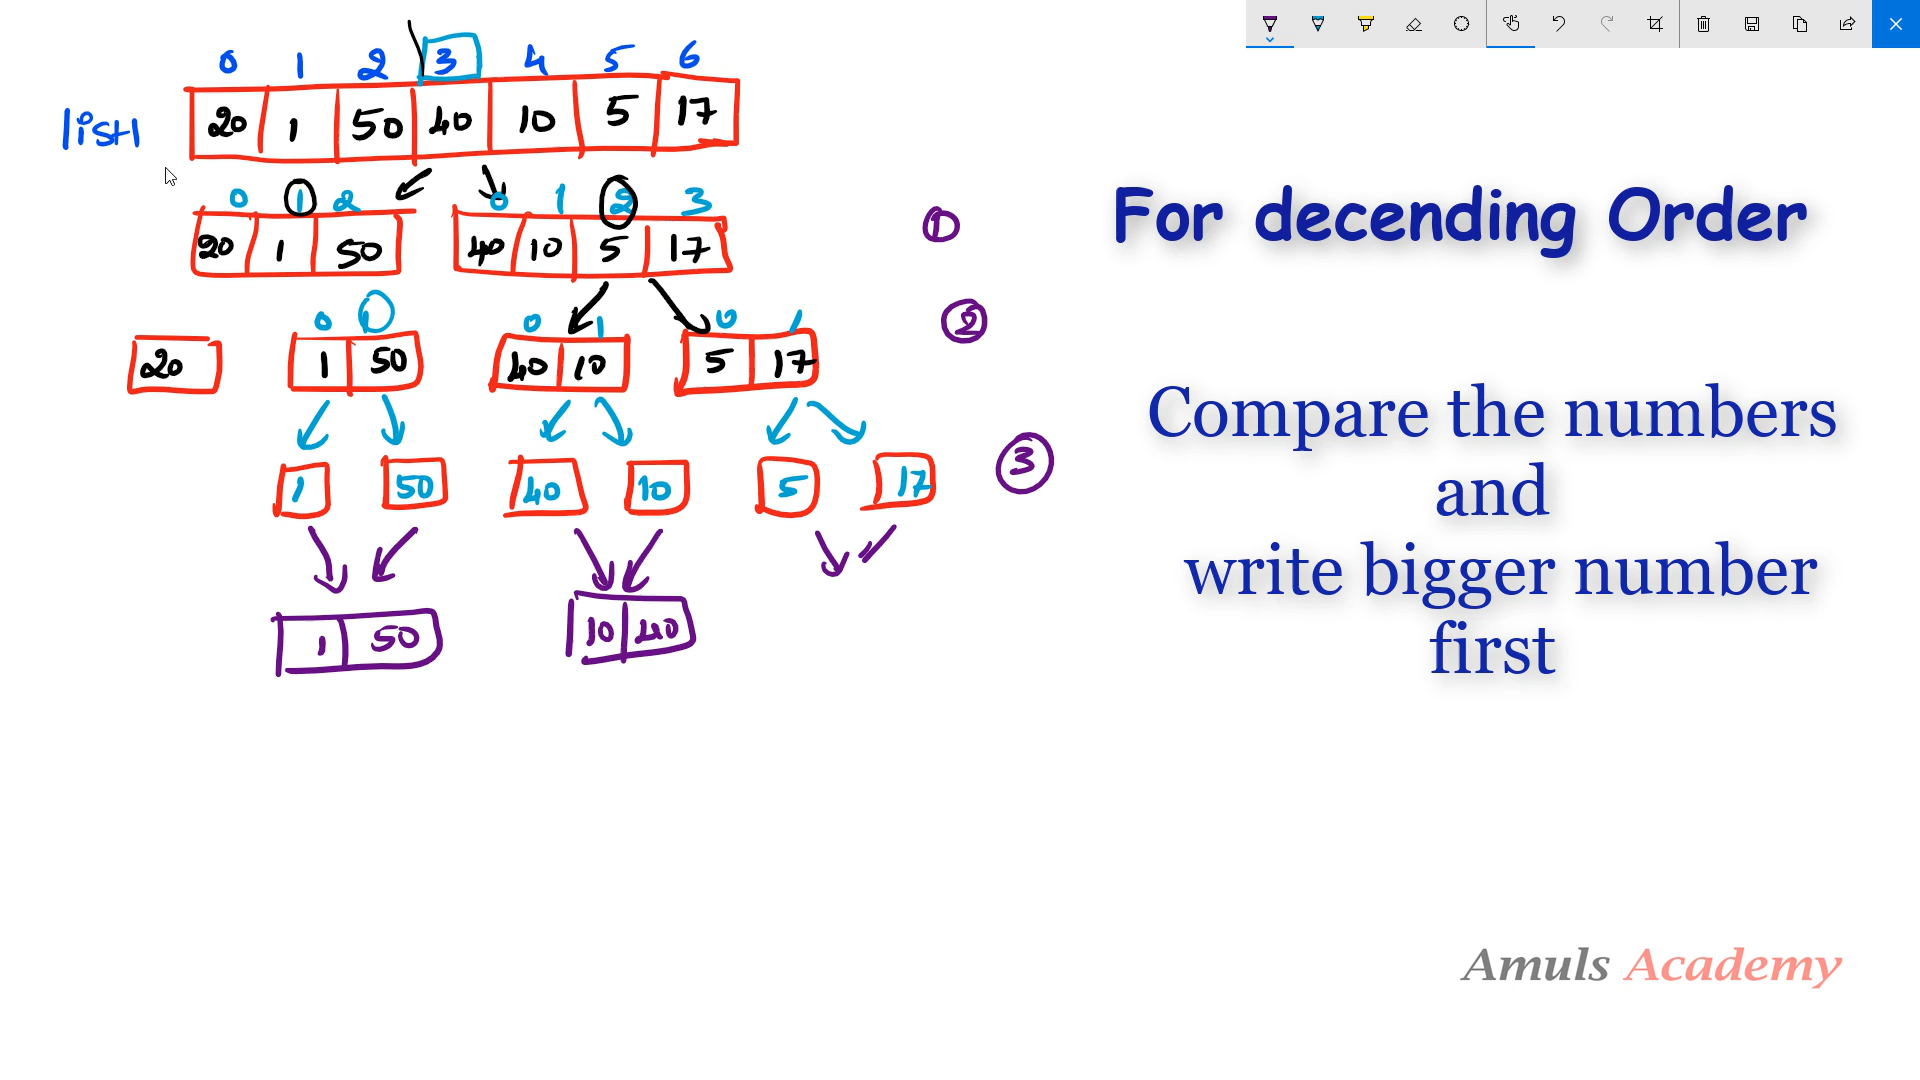 0 1 2 3 4 5 6
list1 20 1 50 40 10 5 17
0 1 2 0 1 2 3
20 1 50 40 10 5 17 1
0 1 0 1 0 1 2
20 1 50 40 10 5 17
1 50 40 10 5 17 3
1 50 10 40
For decending Order
Compare the numbers
and
write bigger number
first
Amuls Academy